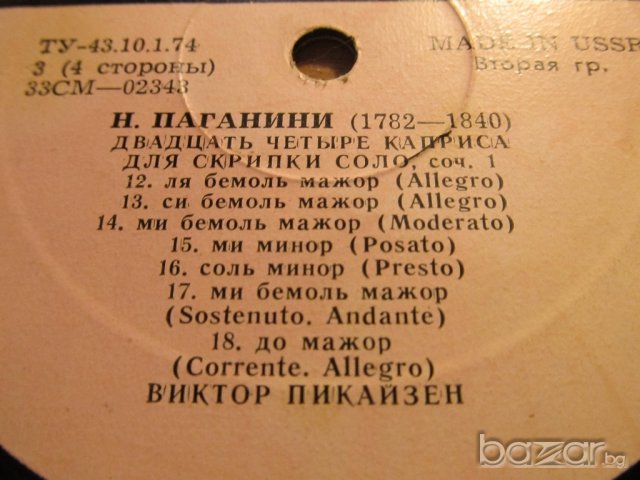 ТУ-43.10.1.74
3 (4 стороны)
33СМ—02343
MADE IN USSR
Вторая гр.
Н. ПАГАНИНИ (1782—1840)
ДВАДЦАТЬ ЧЕТЫРЕ КАПРИСА
ДЛЯ СКРИПКИ СОЛО, соч. 1
12. ля бемоль мажор (Allegro)
13. си бемоль мажор (Allegro)
14. ми бемоль мажор (Moderato)
15. ми минор (Posato)
16. соль минор (Presto)
17. ми бемоль мажор
(Sostenuto. Andante)
18. до мажор
(Corrente. Allegro)
ВИКТОР ПИКАЙЗЕН
bazar.bg